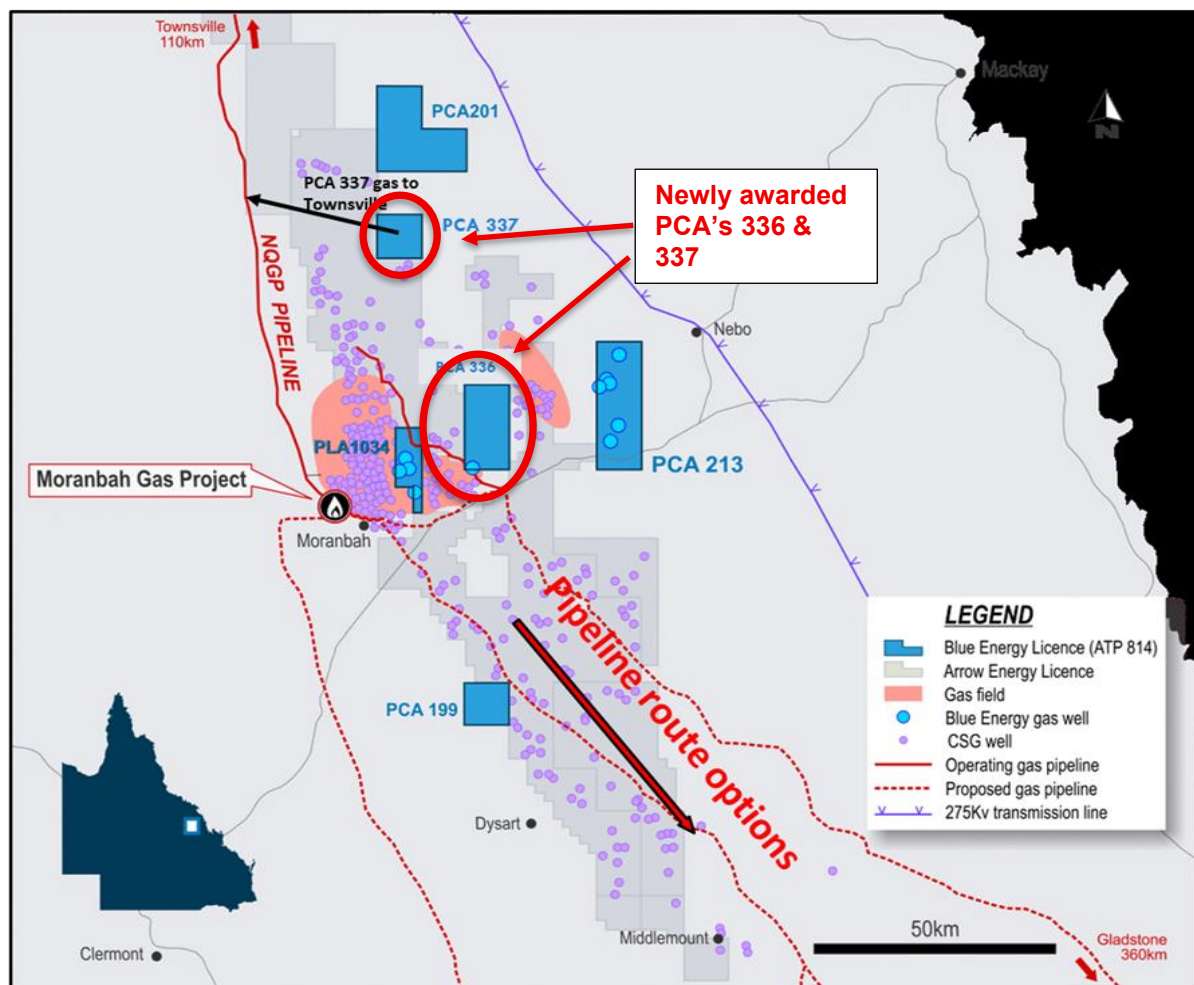 Townsville
110km
Mackay
N
PCA201
PCA 337 gas to
Townsville
PCA 337
Newly awarded
PCA's 336 &
337
NQGP PIPELINE
Nebo
PCA 336
PLA1034
PCA 213
Moranbah Gas Project
Moranbah
Pipeline route options
PCA 199
Dysart
LEGEND
Blue Energy Licence (ATP 814)
Arrow Energy Licence
Gas field
Blue Energy gas well
CSG well
Operating gas pipeline
Proposed gas pipeline
275Kv transmission line
50km
Middlemount
Clermont
Gladstone
360km